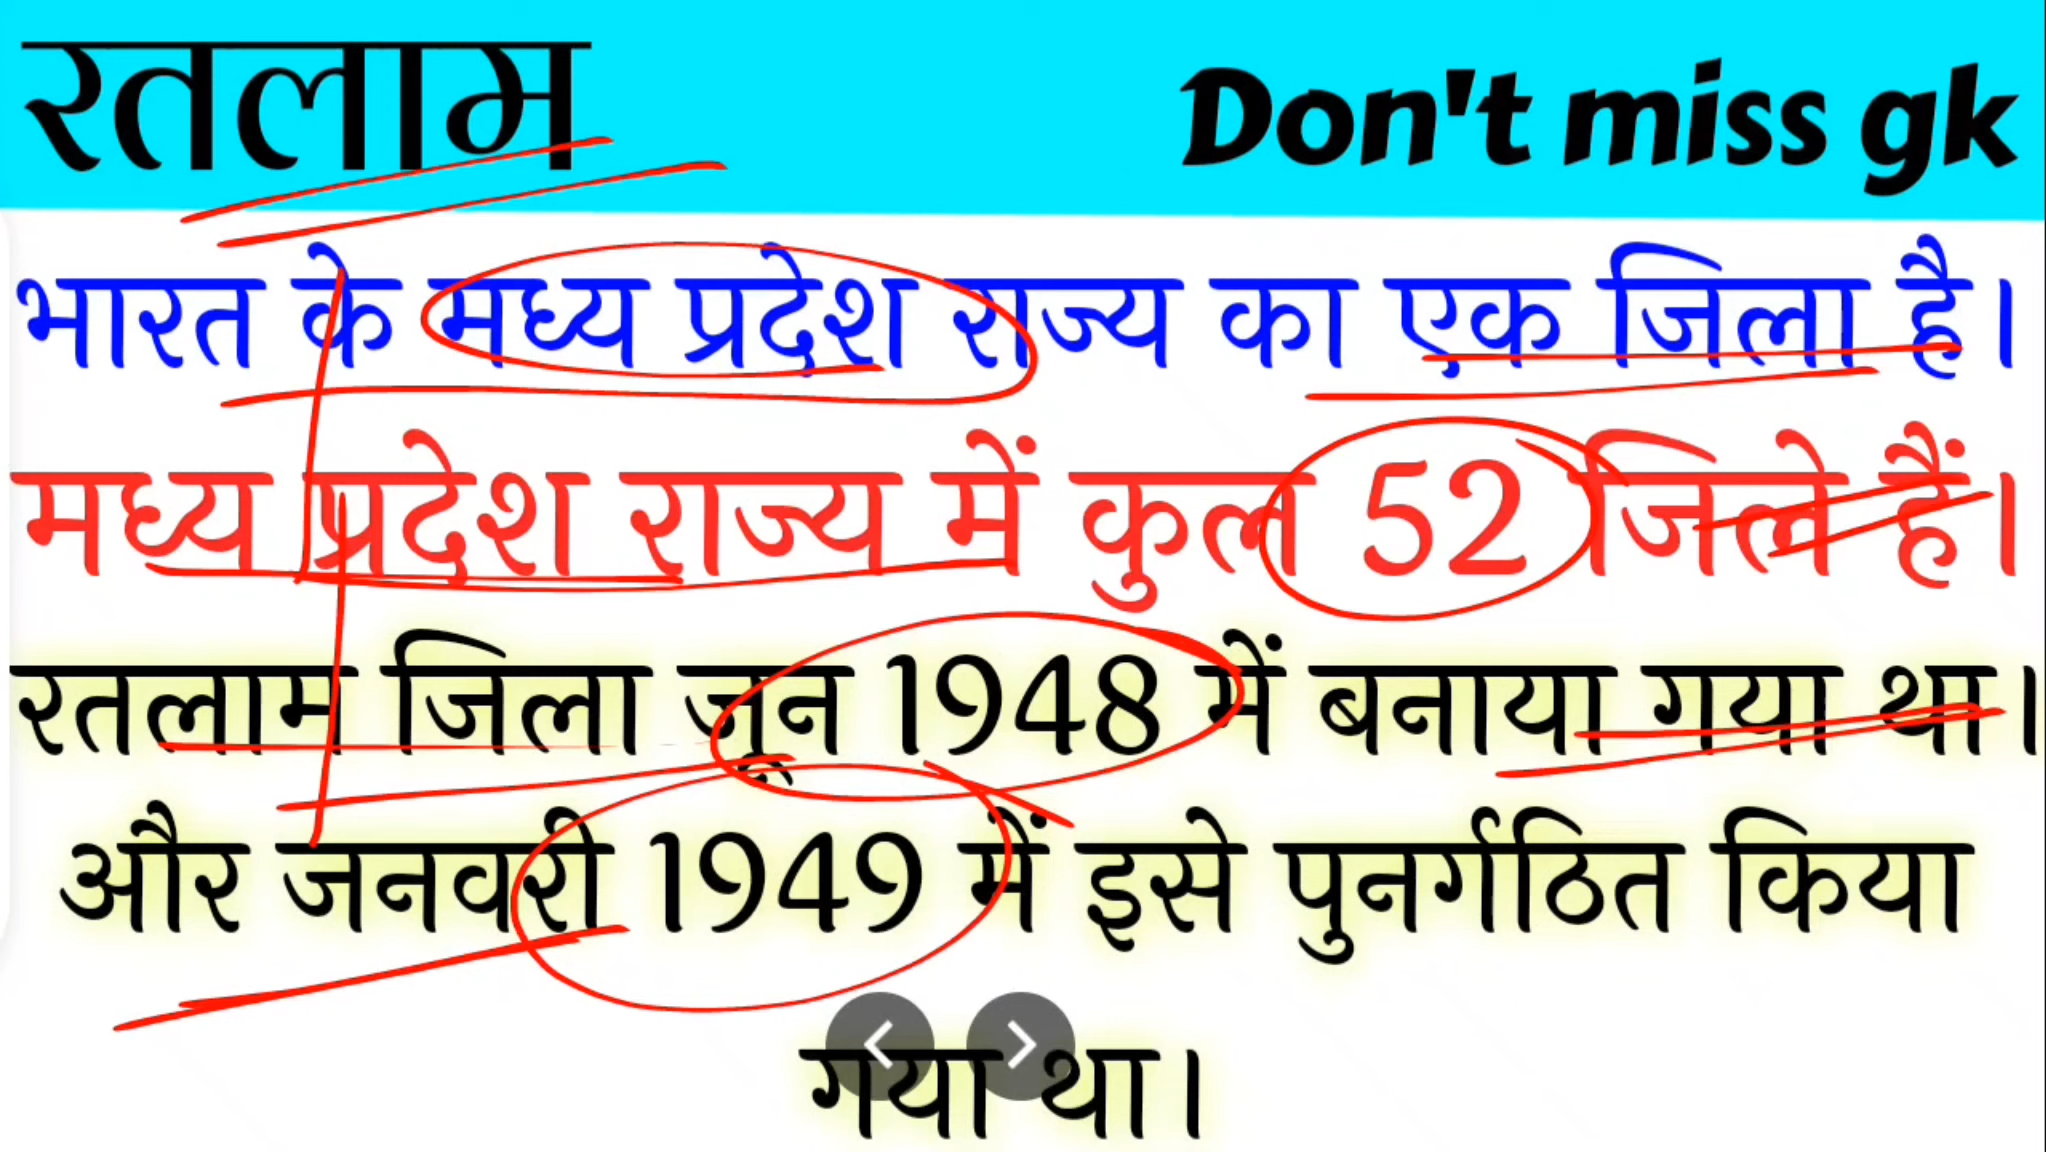 रतलाम
Don't miss gk
भारत के मध्य प्रदेश राज्य का एक जिला है।
मध्य प्रदेश राज्य में कुल 52 जिले हैं।
रतलाम जिला जून 1948 में बनाया गया था।
और जनवरी 1949 में इसे पुनर्गठित किया
गया था।